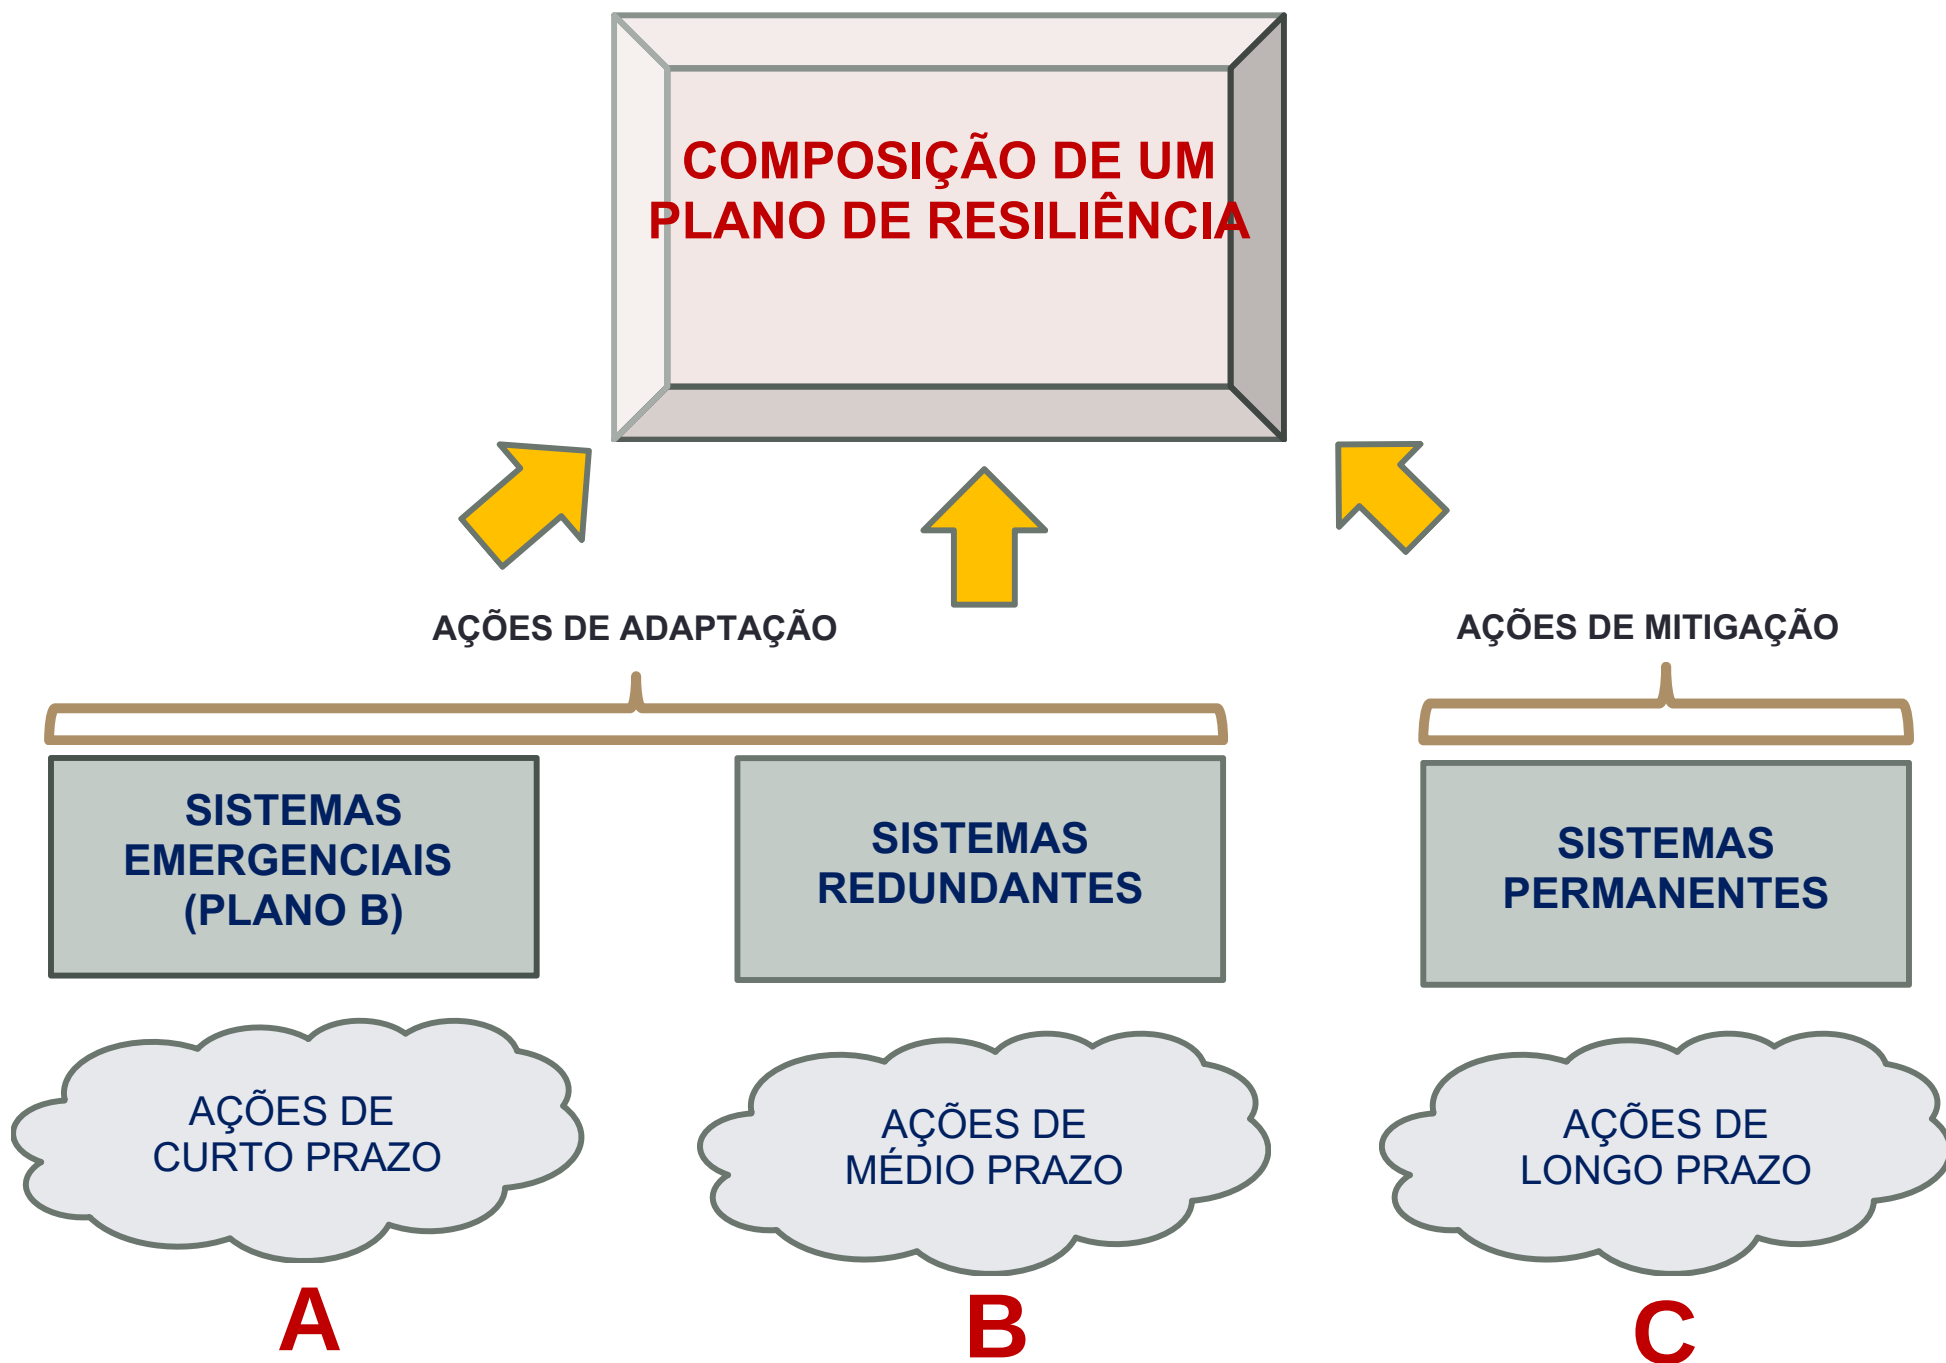 COMPOSIÇÃO DE UM
PLANO DE RESILIÊNCIA
AÇÕES DE ADAPTAÇÃO
AÇÕES DE MITIGAÇÃO
SISTEMAS
EMERGENCIAIS
(PLANO B)
SISTEMAS
REDUNDANTES
SISTEMAS
PERMANENTES
AÇÕES DE
CURTO PRAZO
AÇÕES DE
MÉDIO PRAZO
AÇÕES DE
LONGO PRAZO
A
B
C